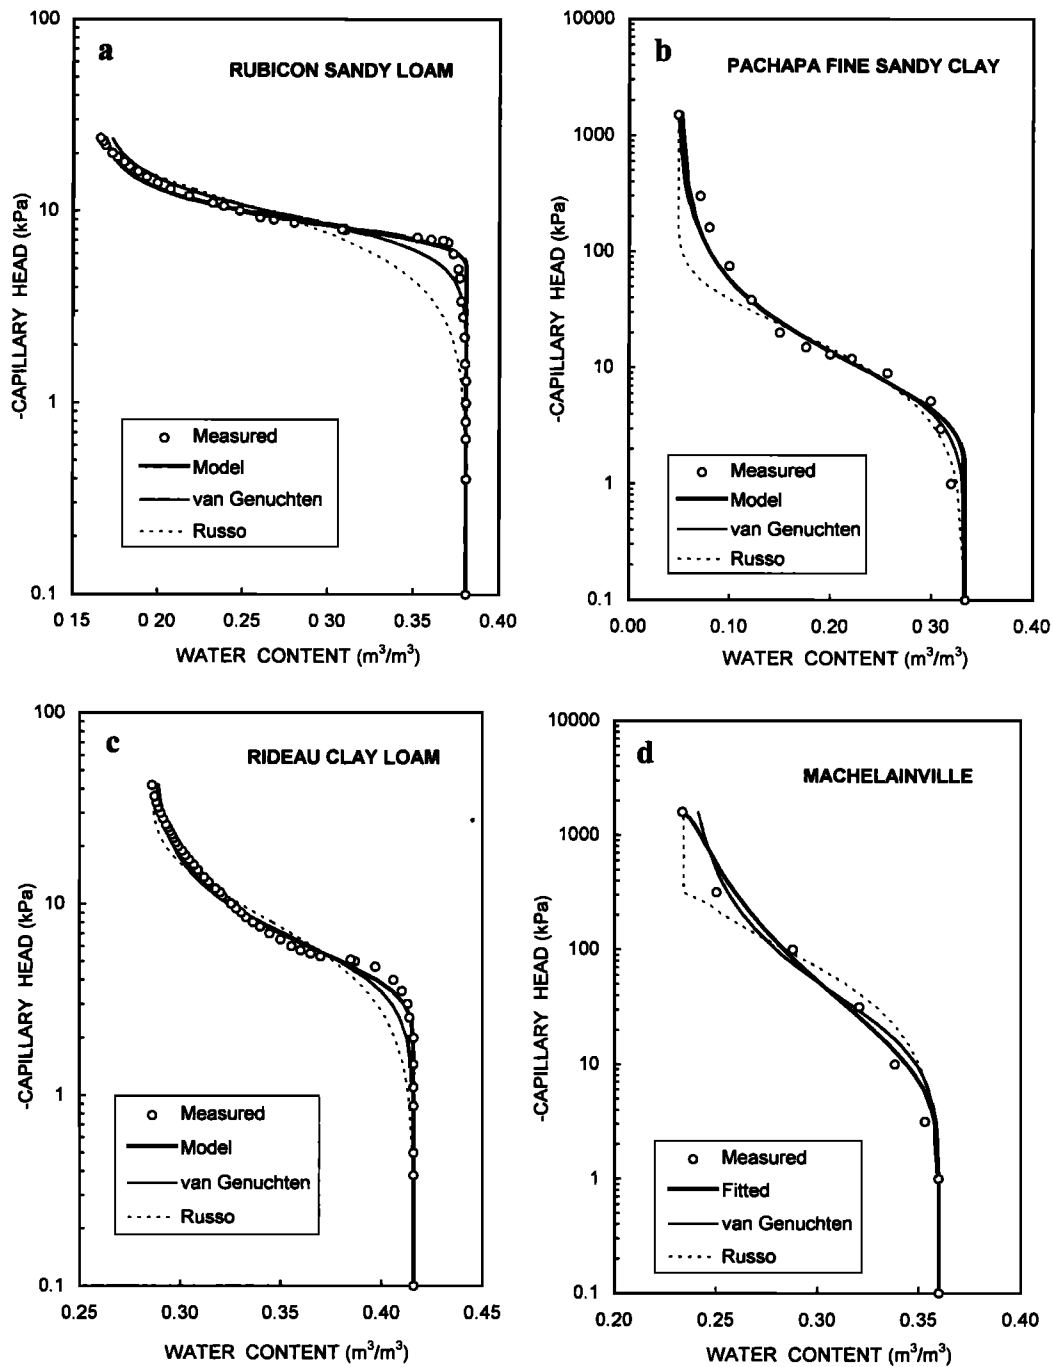 a
RUBICON SANDY LOAM
100
10
1
0.1
-CAPILLARY HEAD (kPa)
Measured
Model
van Genuchten
Russo
0 15 0 20 0.25 0 30 0.35 0.40
WATER CONTENT (m³/m³)
b
PACHAPA FINE SANDY CLAY
10000
1000
100
10
1
0.1
-CAPILLARY HEAD (kPa)
Measured
Model
van Genuchten
Russo
0.00 0.10 0.20 0.30 0.40
WATER CONTENT (m³/m³)
c
RIDEAU CLAY LOAM
100
10
1
0.1
-CAPILLARY HEAD (kPa)
Measured
Model
van Genuchten
Russo
0.25 0.30 0.35 0.40 0.45
WATER CONTENT (m³/m³)
d
MACHELAINVILLE
10000
1000
100
10
1
0.1
-CAPILLARY HEAD (kPa)
Measured
Fitted
van Genuchten
Russo
0.20 0.25 0.30 0.35 0.40
WATER CONTENT (m³/m³)